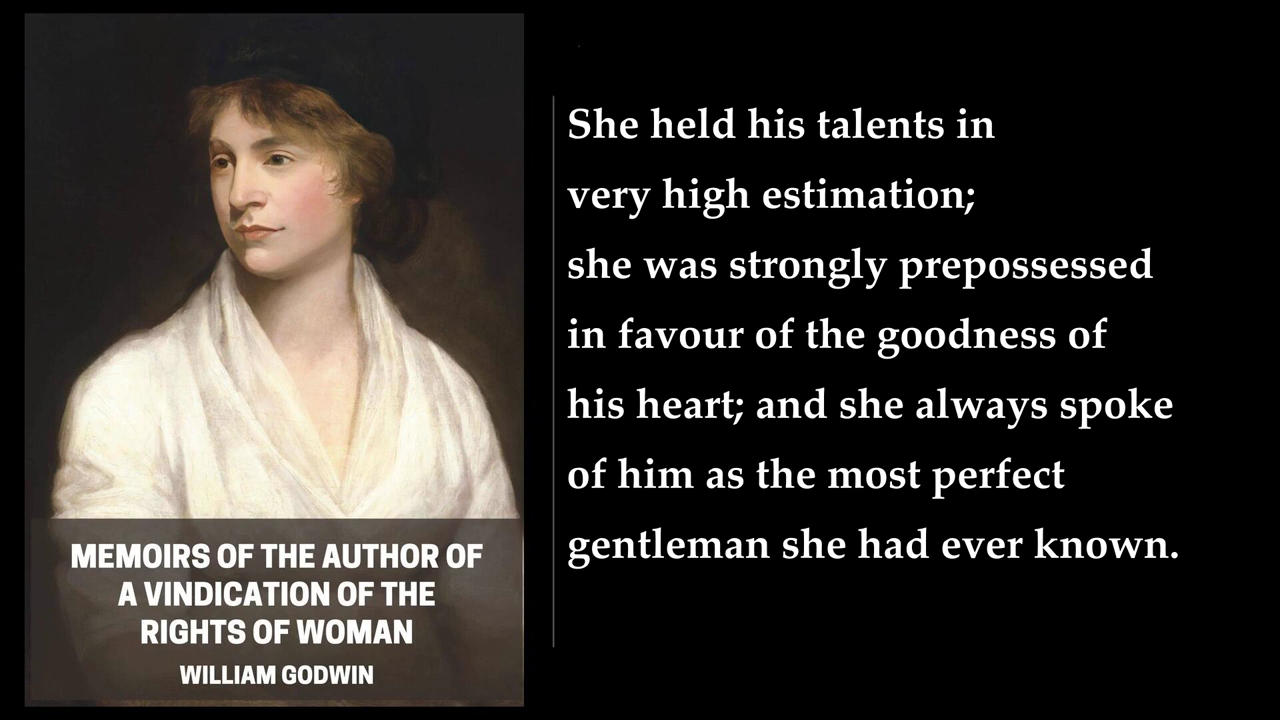 MEMOIRS OF THE AUTHOR OF
A VINDICATION OF THE
RIGHTS OF WOMAN
WILLIAM GODWIN
She held his talents in
very high estimation;
she was strongly prepossessed
in favour of the goodness of
his heart; and she always spoke
of him as the most perfect
gentleman she had ever known.